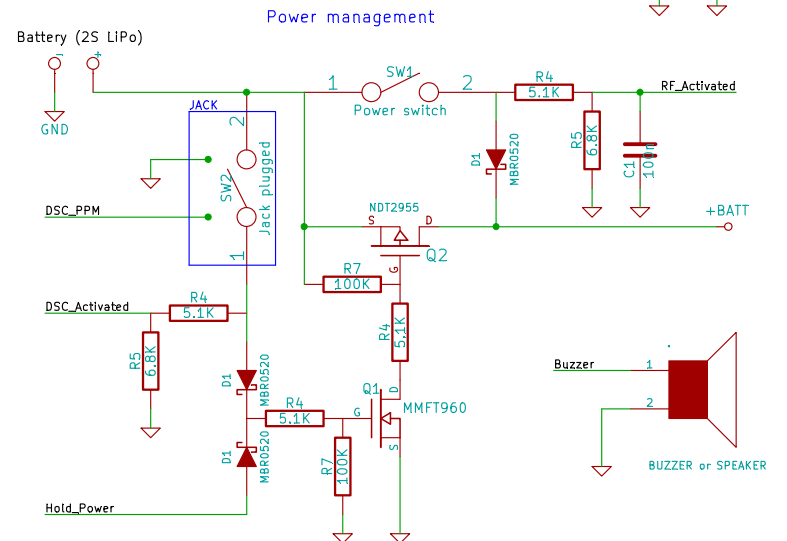 Power management
Battery (2S LiPo)
- +
GND
JACK
2
SW2
Jack plugged
1
1 SW1 2
Power switch
R4
5.1K
RF_Activated
R5
6.8K
C1
100n
D1
MBR0520
DSC_PPM
NDT2955
S D
G
Q2
+BATT
R7
100K
DSC_Activated
R4
5.1K
R5
6.8K
R4
5.1K
D1
MBR0520
Q1
D
G
S
MMFT960
R4
5.1K
D1
MBR0520
R7
100K
Hold_Power
Buzzer
1
2
BUZZER or SPEAKER